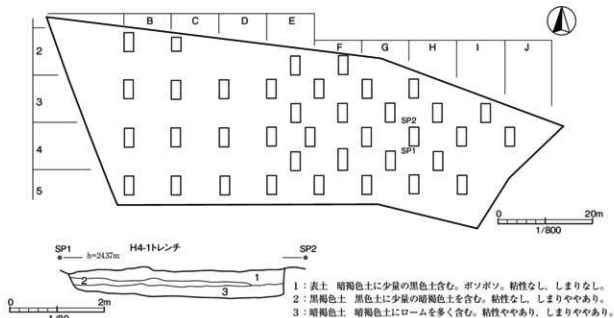 B C D E
F G H I J
2
3
4
5
SP2
SP1
0 20m
1/800
SP1 H4-1トレンチ SP2
h=24.37m
1
2
3
0 2m
1/80
1:表土 暗褐色土に少量の黒色土含む。ボソボソ。粘性なし、しまりなし。
2:黒褐色土 黒色土に少量の暗褐色土を含む。粘性なし、しまりややあり。
3:暗褐色土 暗褐色土にロームを多く含む。粘性ややあり、しまりややあり。